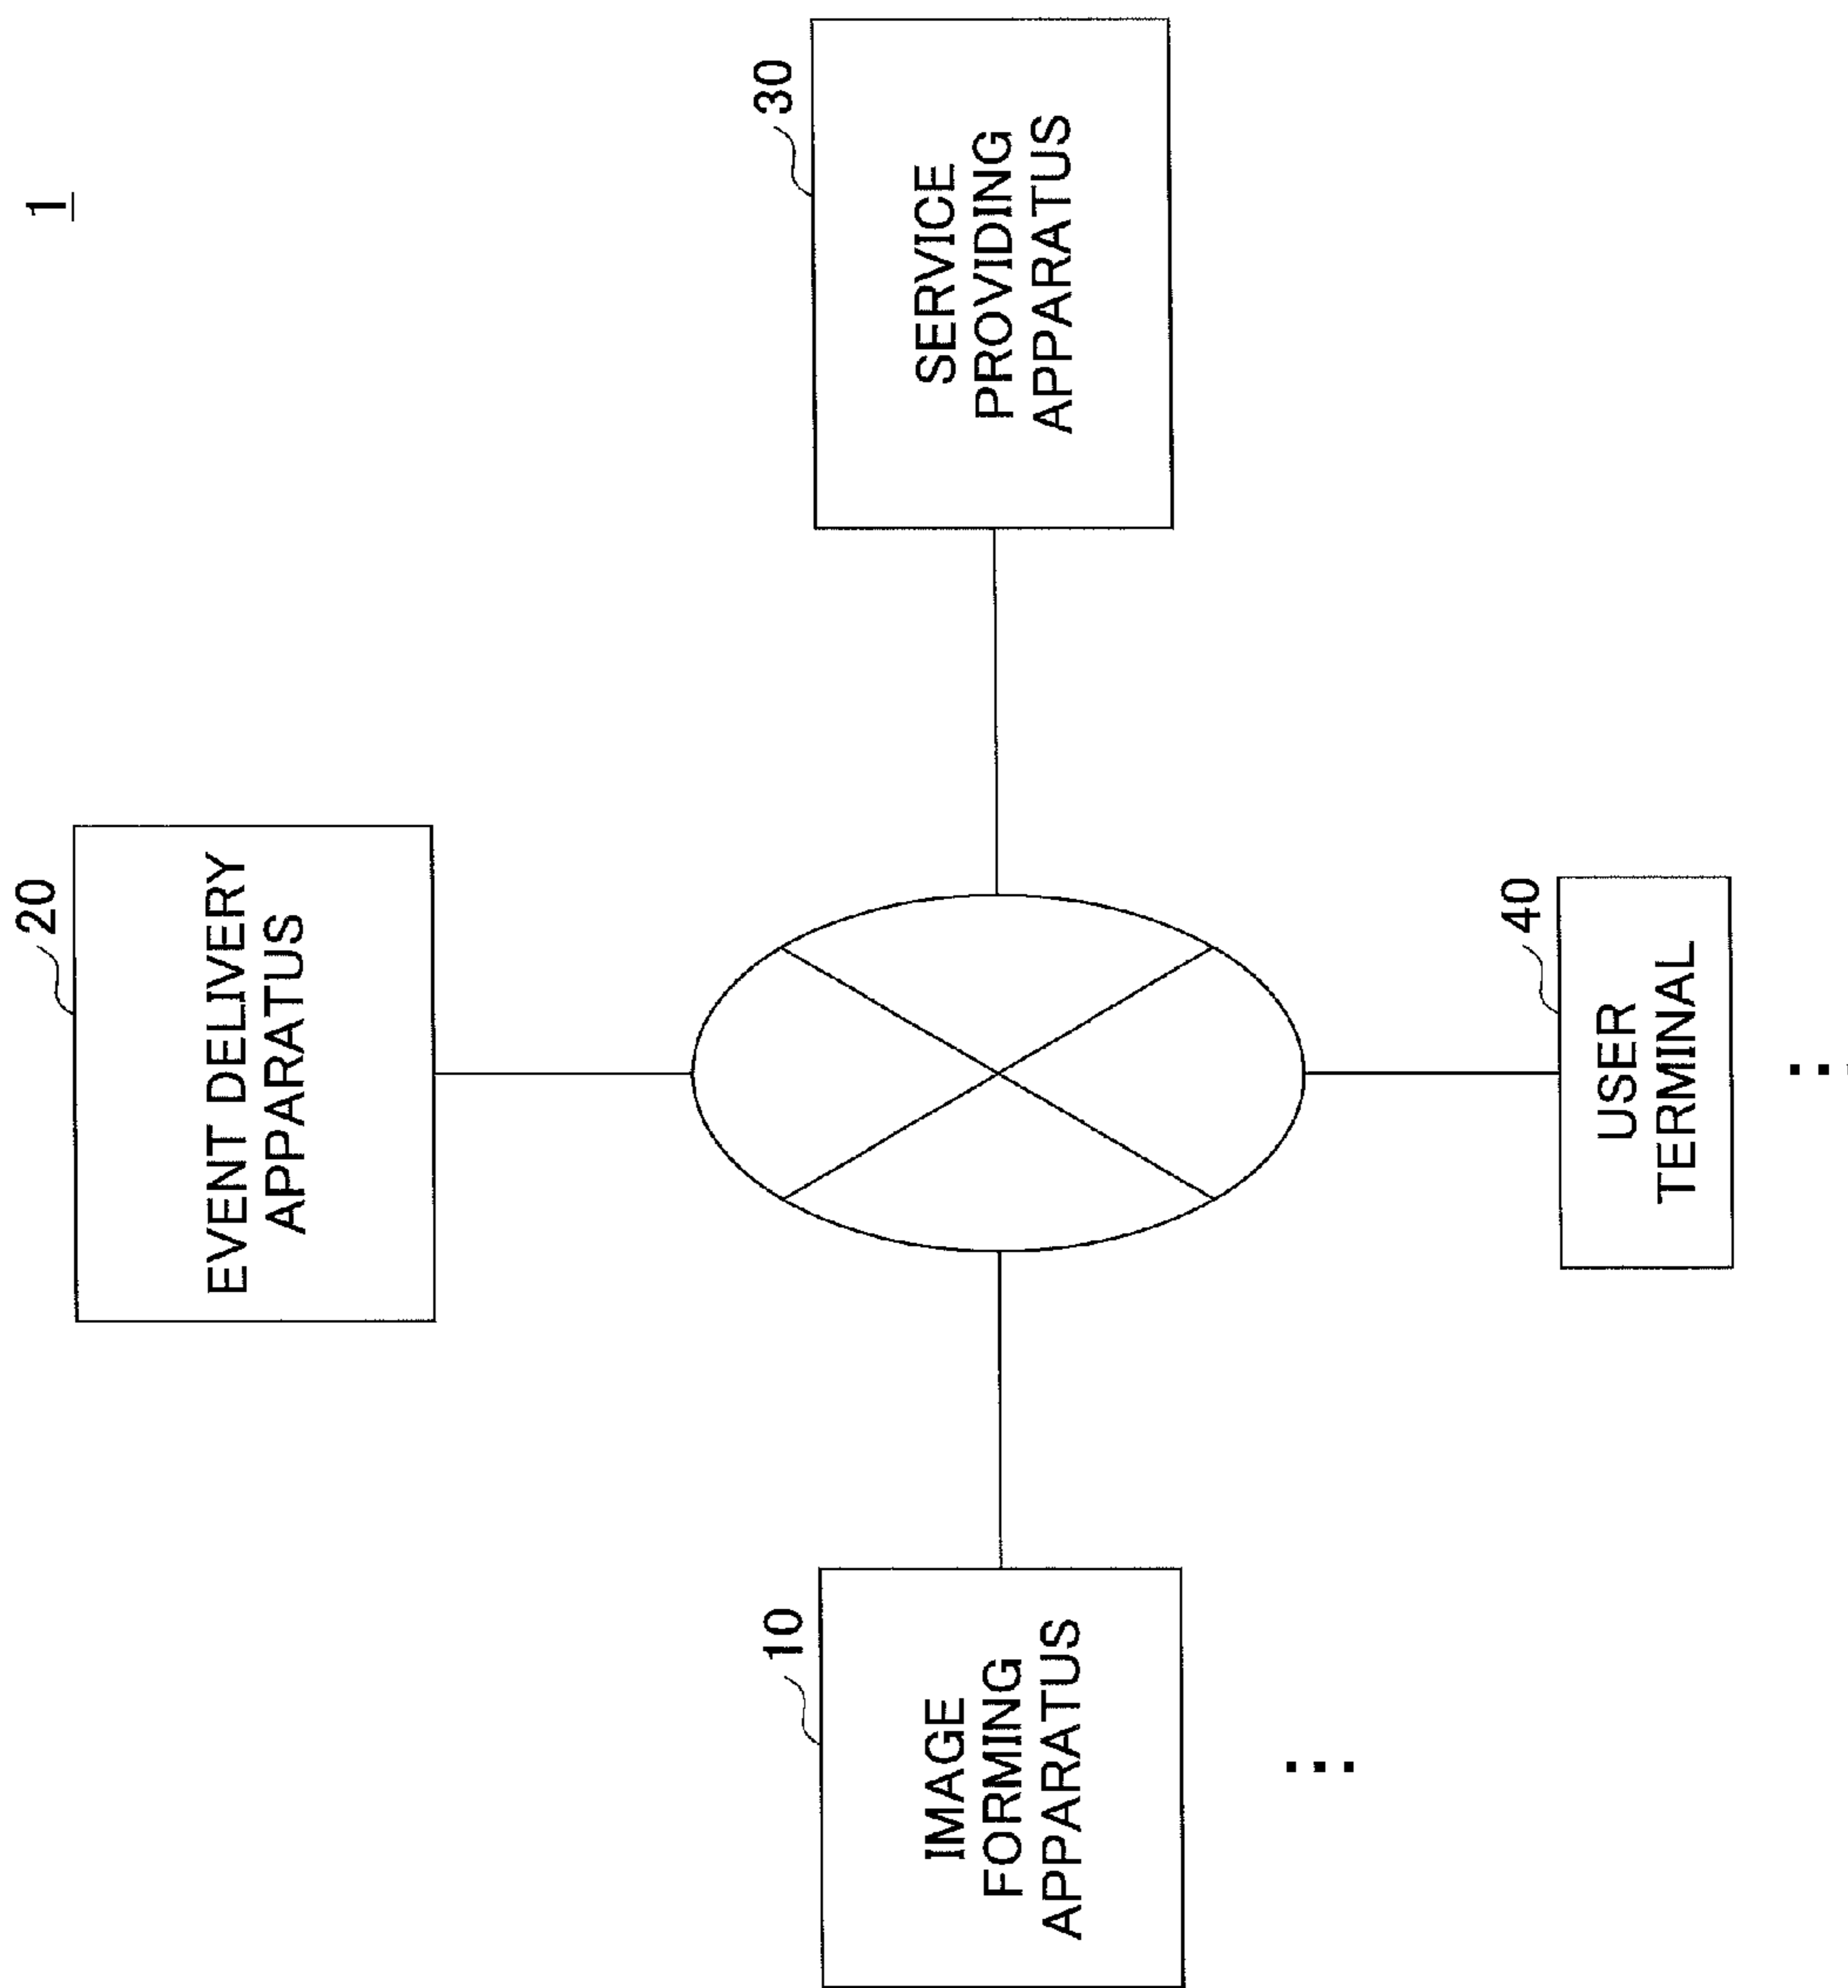 1
20
EVENT DELIVERY
APPARATUS
10
IMAGE
FORMING
APPARATUS
30
SERVICE
PROVIDING
APPARATUS
40
USER
TERMINAL